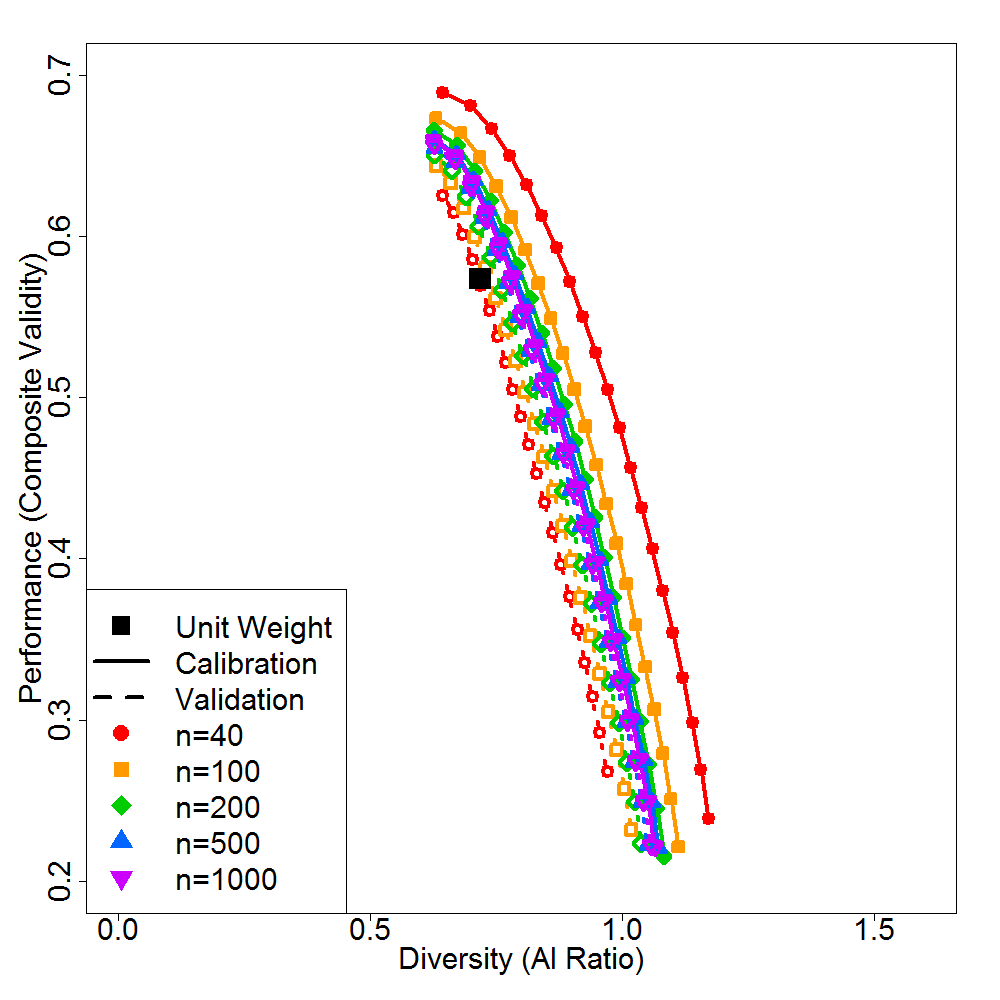 Performance (Composite Validity)
0.7
0.6
0.5
0.4
0.3
0.2
Unit Weight
Calibration
Validation
n=40
n=100
n=200
n=500
n=1000
0.0 0.5 1.0 1.5
Diversity (AI Ratio)